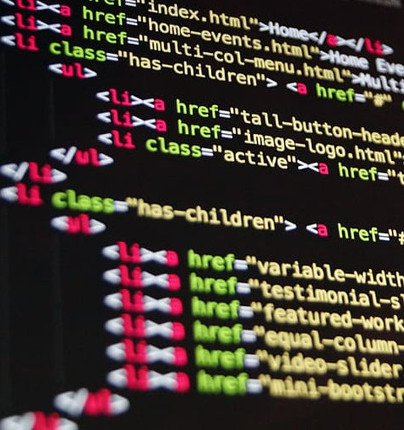 <li><a href="index.html">Home</a></li>
<li><a href="home-events.html">Home Eve
<li><a href="multi-col-menu.html">Multi
<li class="has-children"> <a href="#"
<ul>
<li><a href="tall-button-heade
<li><a href="image-logo.html"
<li class="active"><a href="t
</ul>
</li>
<li class="has-children"> <a href="#
<ul>
<li><a href="variable-width
<li><a href="testimonial-sl
<li><a href="featured-work
<li><a href="equal-column-
<li><a href="video-slider
<li><a href="mini-bootstr
</ul>
</li>